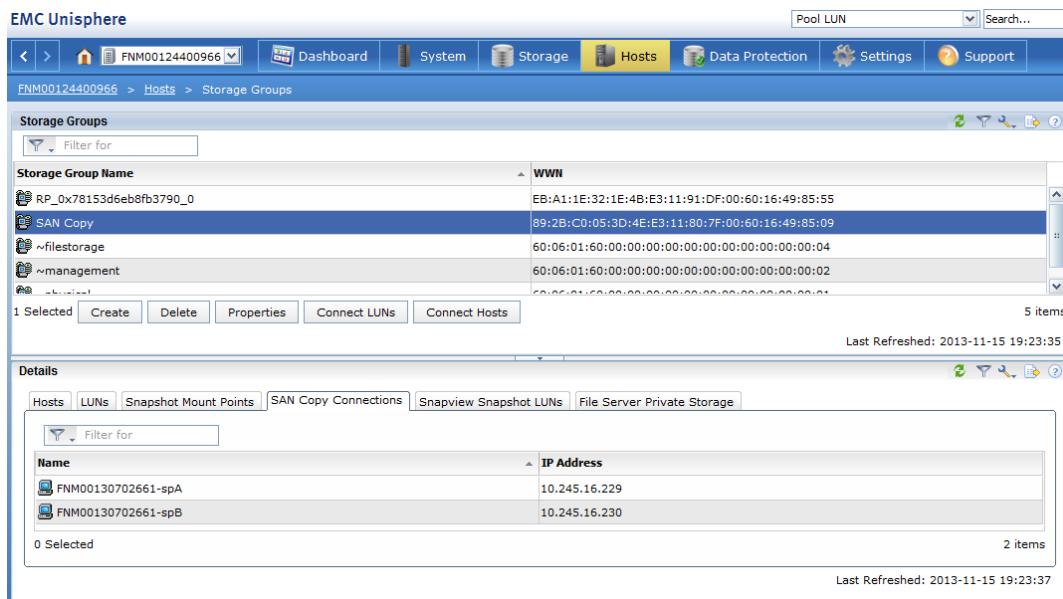 EMC Unisphere
Pool LUN Search...
FNM00124400966 Dashboard System Storage Hosts Data Protection Settings Support
FNM00124400966 > Hosts > Storage Groups
Storage Groups
Filter for
Storage Group Name WWN
RP_0x78153d6eb8fb3790_0 EB:A1:1E:32:1E:4B:E3:11:91:DF:00:60:16:49:85:55
SAN Copy 89:2B:C0:05:3D:4E:E3:11:80:7F:00:60:16:49:85:09
~filestorage 60:06:01:60:00:00:00:00:00:00:00:00:00:00:00:04
~management 60:06:01:60:00:00:00:00:00:00:00:00:00:00:00:02
1 Selected Create Delete Properties Connect LUNs Connect Hosts 5 items
Last Refreshed: 2013-11-15 19:23:35
Details
Hosts LUNs Snapshot Mount Points SAN Copy Connections Snapview Snapshot LUNs File Server Private Storage
Filter for
Name IP Address
FNM00130702661-spA 10.245.16.229
FNM00130702661-spB 10.245.16.230
0 Selected 2 items
Last Refreshed: 2013-11-15 19:23:37